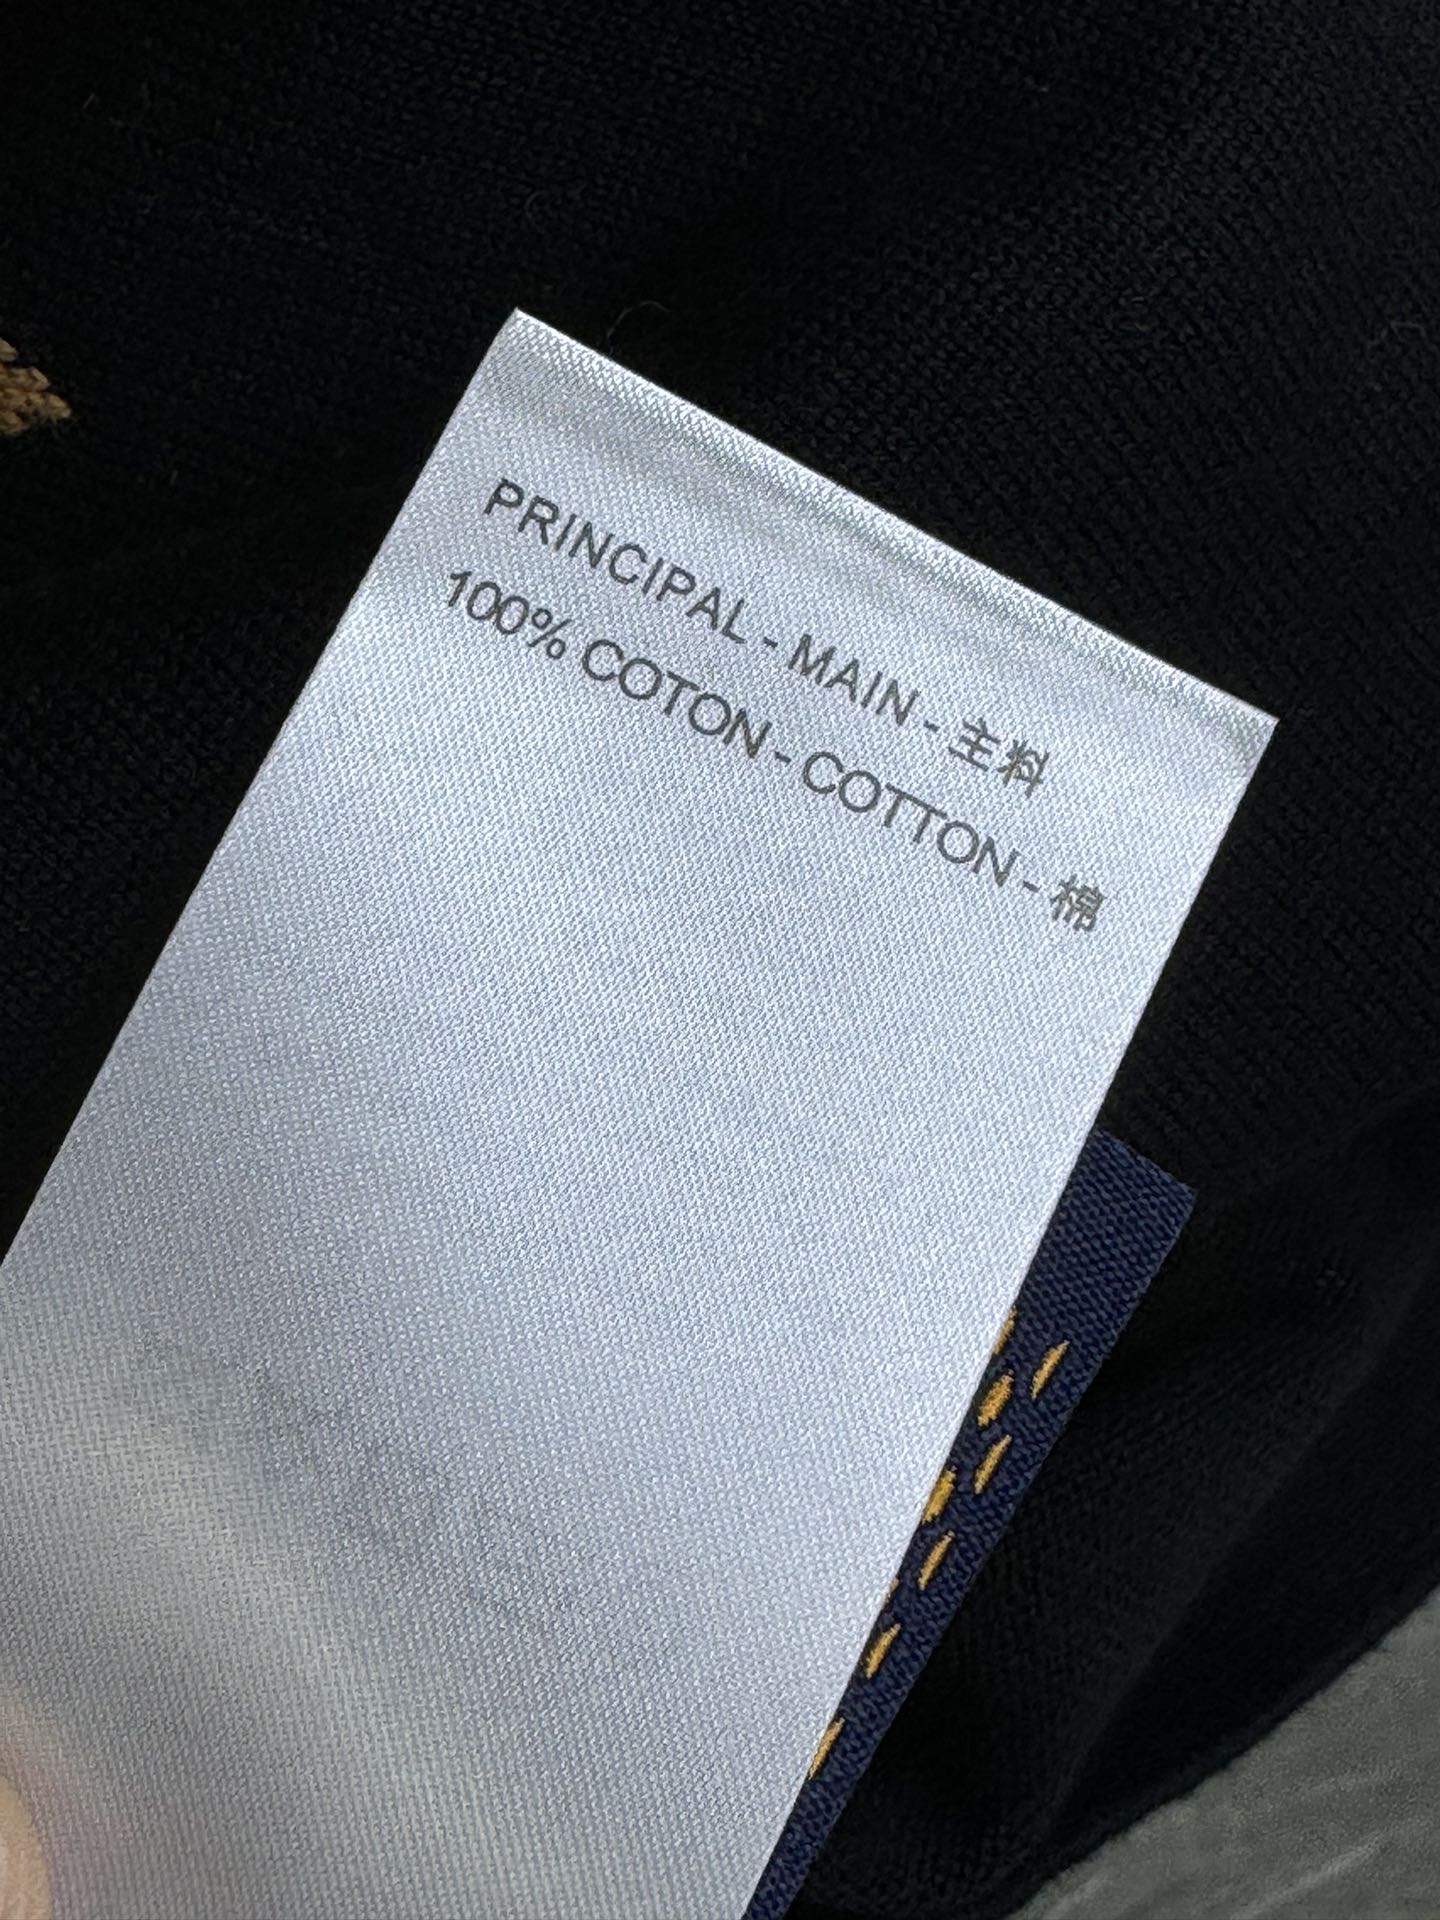 PRINCIPAL - MAIN - 主料
100% COTON - COTTON - 棉